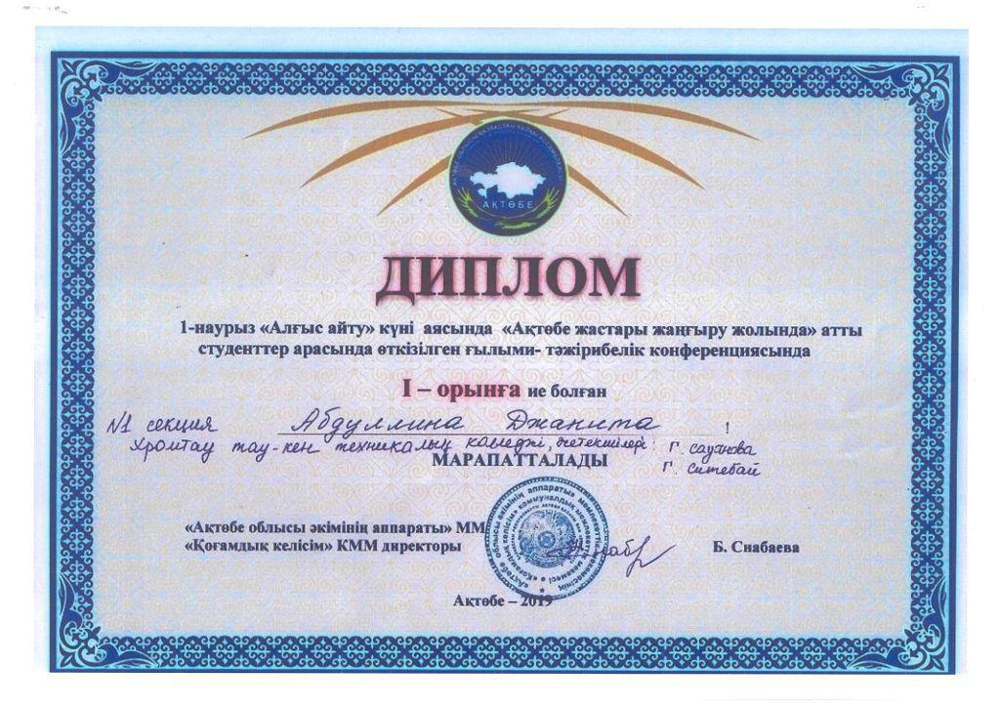 АҚТӨБЕ
ДИПЛОМ
1-наурыз «Алғыс айту» күні аясында «Ақтөбе жастары жаңғыру жолында» атты
студенттер арасында өткізілген ғылыми- тәжірибелік конференциясында
I – орынға ие болған
№1 секция Абдуллина Джанита !
Хромтау тау-кен техникалық колледжі, жетекшілері: Г. Сауханова
МАРАПАТТАЛАДЫ Г. Ситебай
«Ақтөбе облысы әкімінің аппараты» ММ
«Қоғамдық келісім» КММ директоры Б. Снабаева
Ақтөбе – 2019